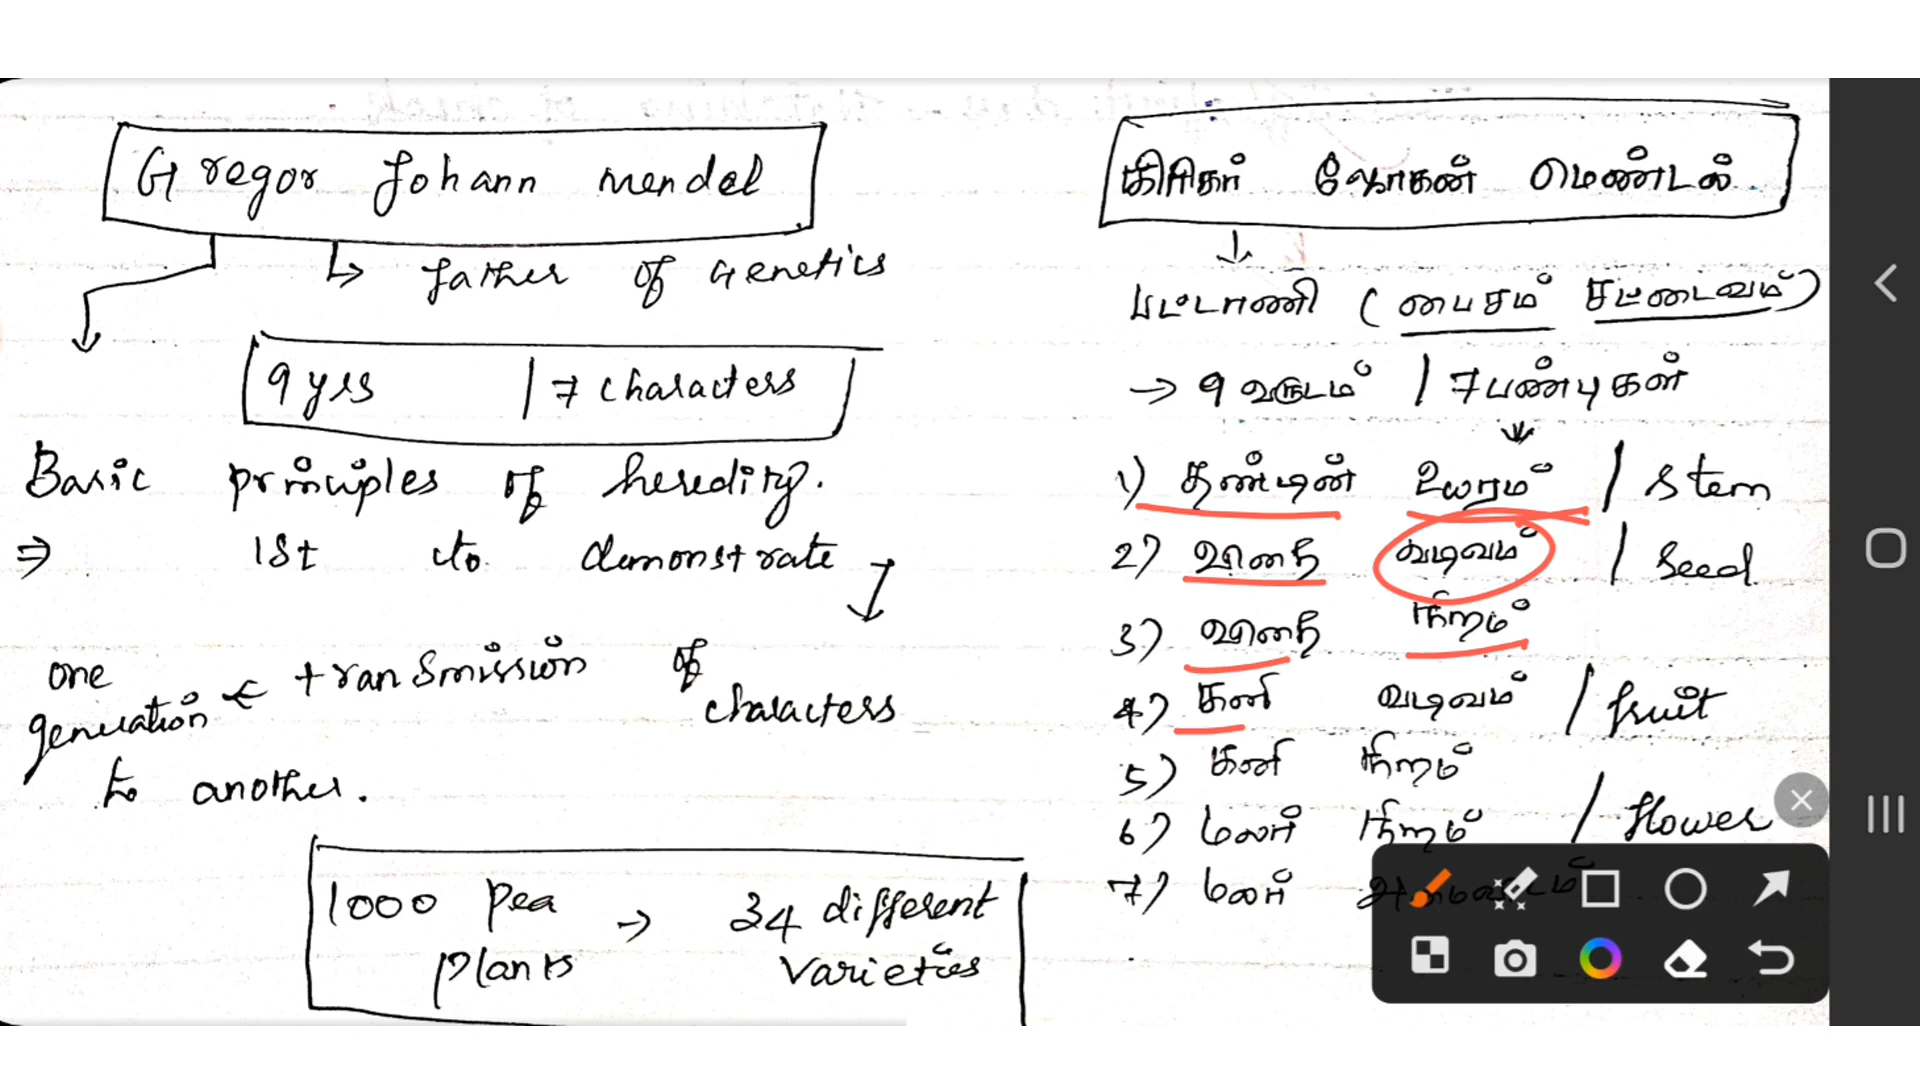 Gregor Johann Mendel
father of Genetics
9 yrs / 7 characters
Basic principles of heredity.
⇒ 1st to demonstrate
transmission of characters
one generation
to another.
1000 Pea plants → 34 different varieties
கிரிகர் யோகன் மெண்டல்
பட்டாணி (பைசம் சட்டைவம்)
→ 9 வருடம் / 7 பண்புகள்
1) தண்டின் உயரம் / Stem
2) விதை வடிவம் / Seed
3) விதை நிறம்
4) கனி வடிவம் / fruit
5) கனி நிறம்
6) மலர் நிறம் / flower
7) மலர்